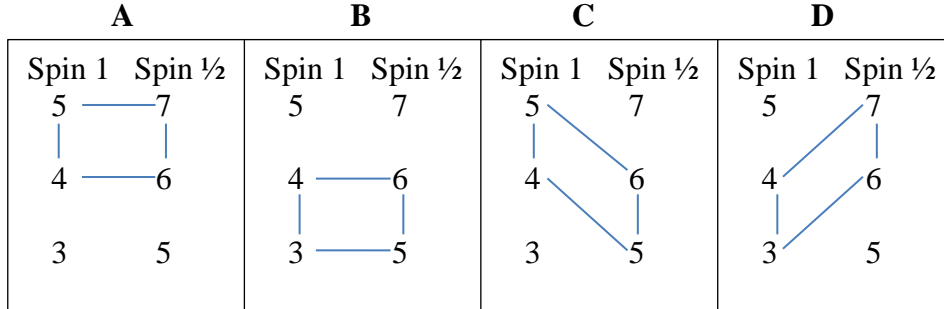 A B C D
Spin 1 Spin ½ Spin 1 Spin ½ Spin 1 Spin ½ Spin 1 Spin ½
5 7 5 7 5 7 5 7
4 6 4 6 4 6 4 6
3 5 3 5 3 5 3 5